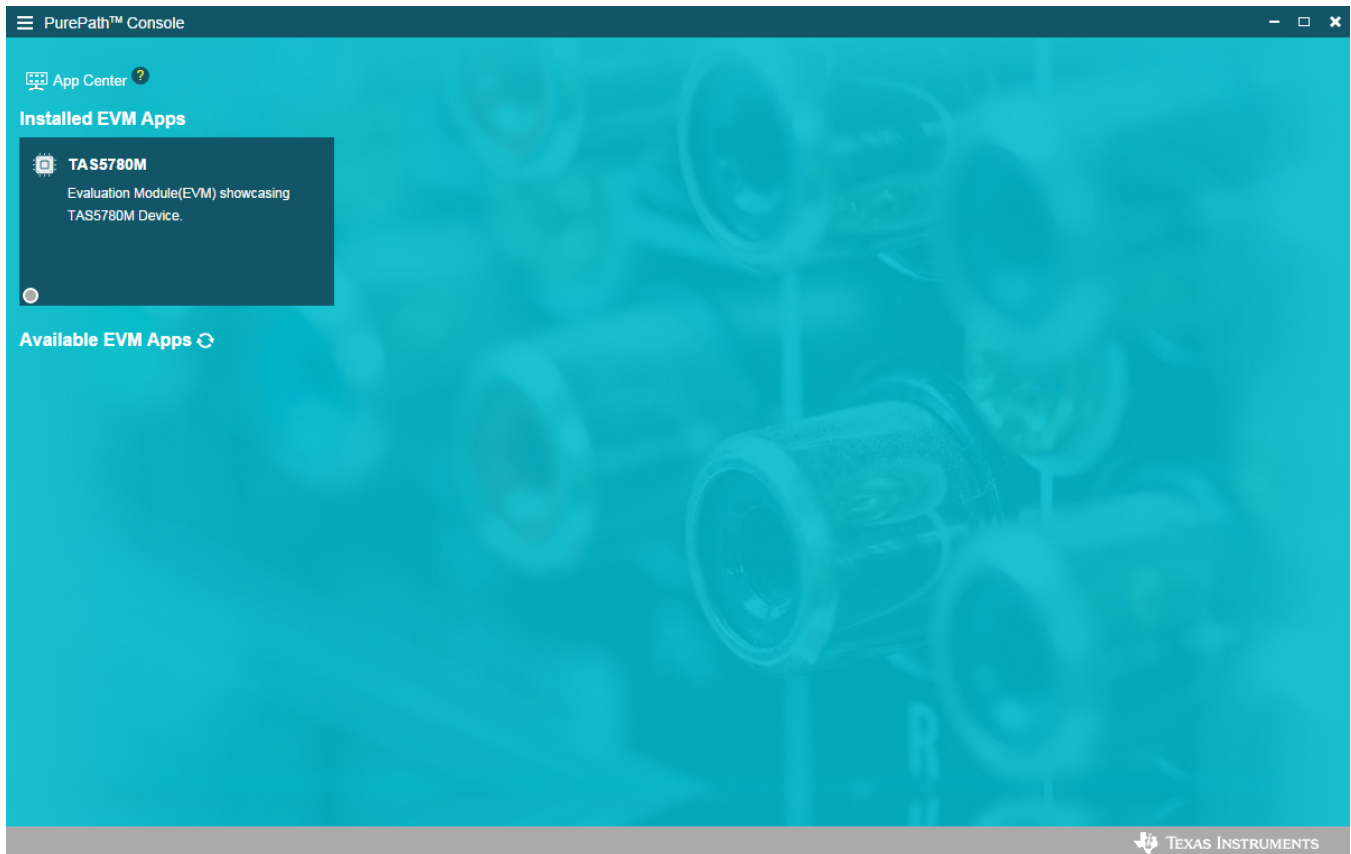 PurePath™ Console
App Center ?
Installed EVM Apps
TAS5780M
Evaluation Module(EVM) showcasing
TAS5780M Device.
Available EVM Apps
R
TEXAS INSTRUMENTS